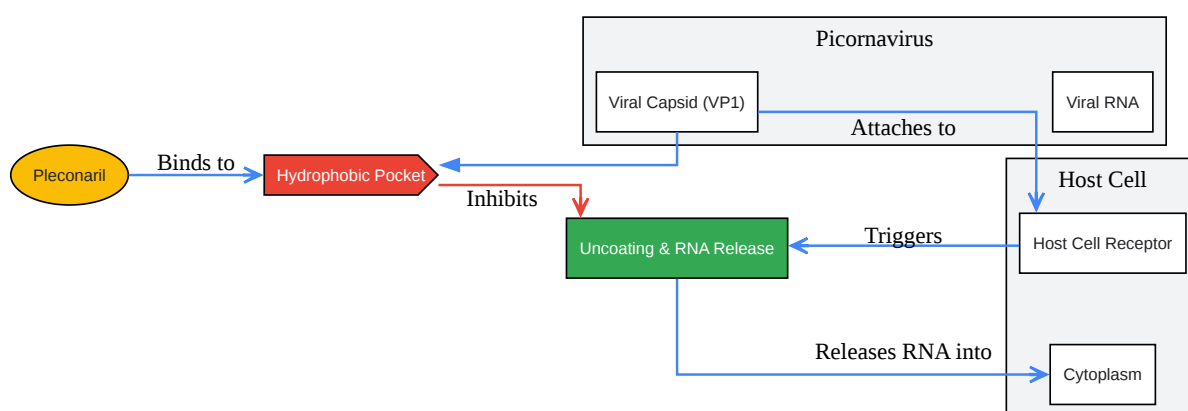 Picornavirus
Viral Capsid (VP1)
Viral RNA
Attaches to
Pleconaril
Binds to
Hydrophobic Pocket
Inhibits
Host Cell
Uncoating & RNA Release
Triggers
Host Cell Receptor
Releases RNA into
Cytoplasm